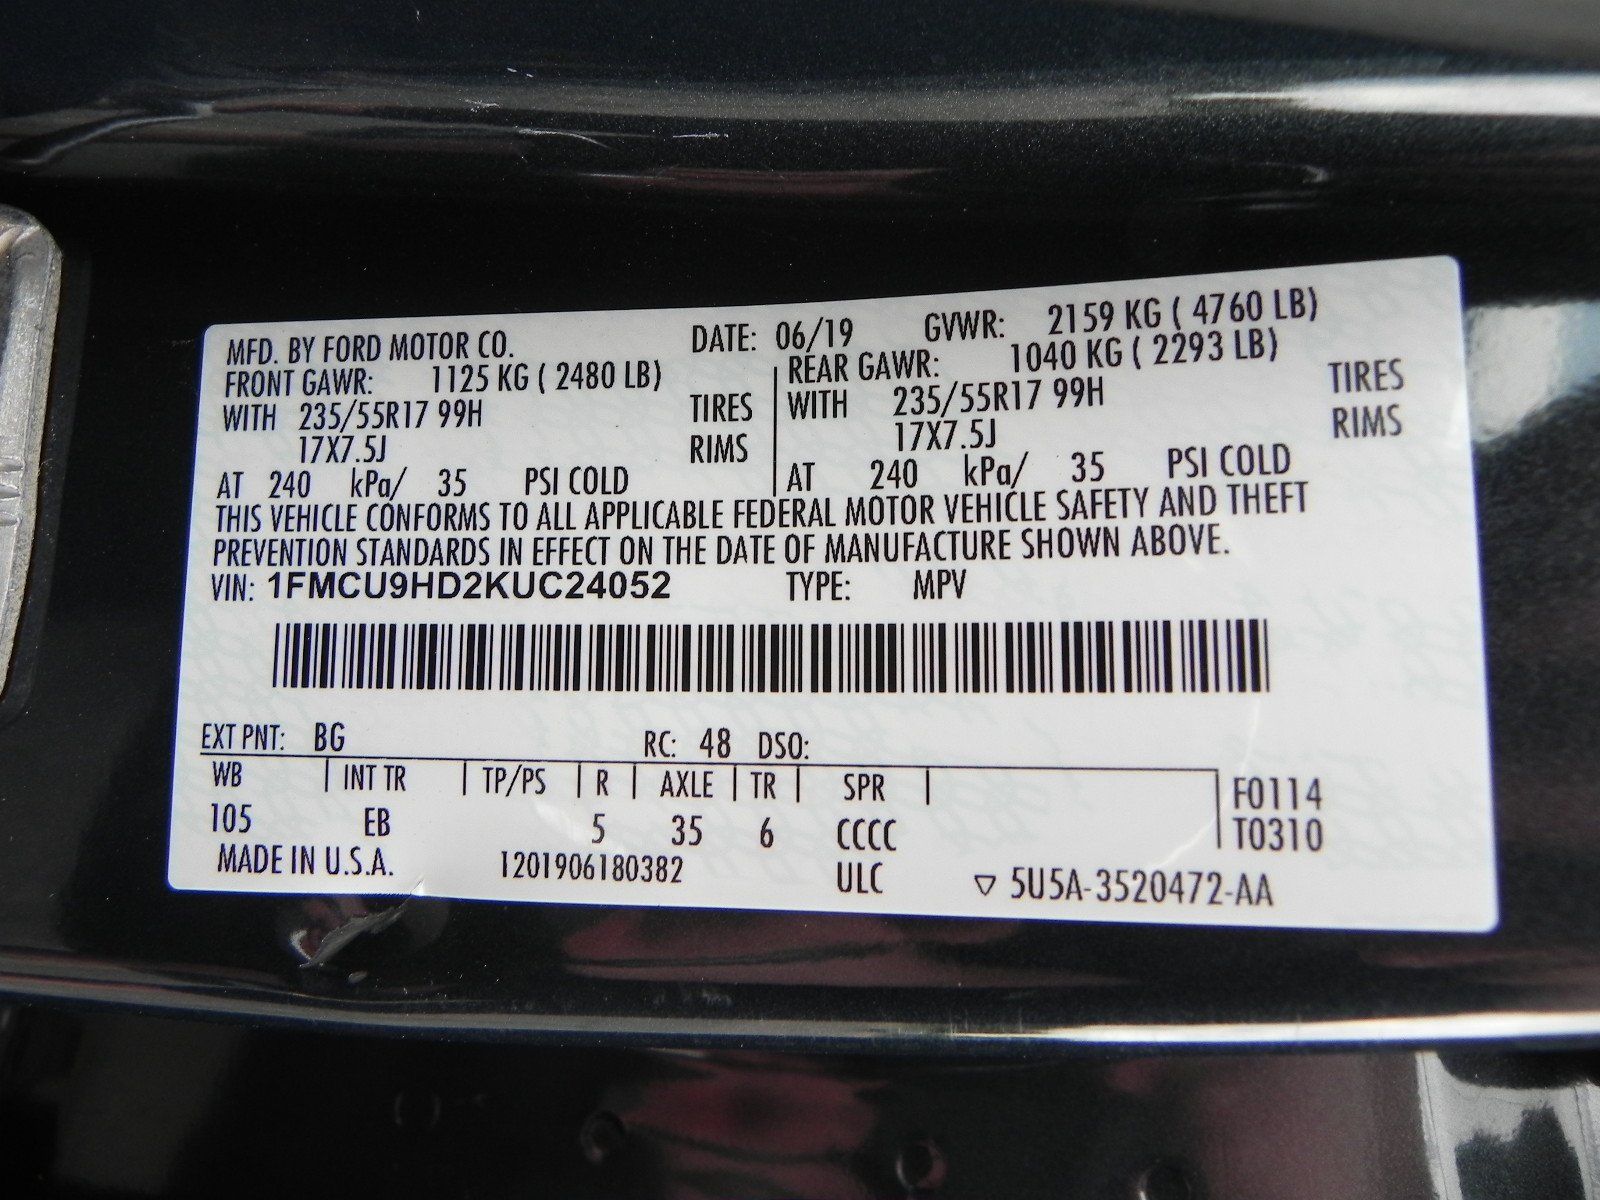 MFD. BY FORD MOTOR CO. DATE: 06/19 GVWR: 2159 KG ( 4760 LB)
FRONT GAWR: 1125 KG ( 2480 LB) REAR GAWR: 1040 KG ( 2293 LB)
WITH 235/55R17 99H TIRES WITH 235/55R17 99H TIRES
17X7.5J RIMS 17X7.5J RIMS
AT 240 kPa/ 35 PSI COLD AT 240 kPa/ 35 PSI COLD
THIS VEHICLE CONFORMS TO ALL APPLICABLE FEDERAL MOTOR VEHICLE SAFETY AND THEFT
PREVENTION STANDARDS IN EFFECT ON THE DATE OF MANUFACTURE SHOWN ABOVE.
VIN: 1FMCU9HD2KUC24052 TYPE: MPV
EXT PNT: BG RC: 48 DSO:
WB INT TR TP/PS R AXLE TR SPR F0114
105 EB 5 35 6 CCCC T0310
MADE IN U.S.A. 1201906180382 ULC ▽ 5U5A-3520472-AA